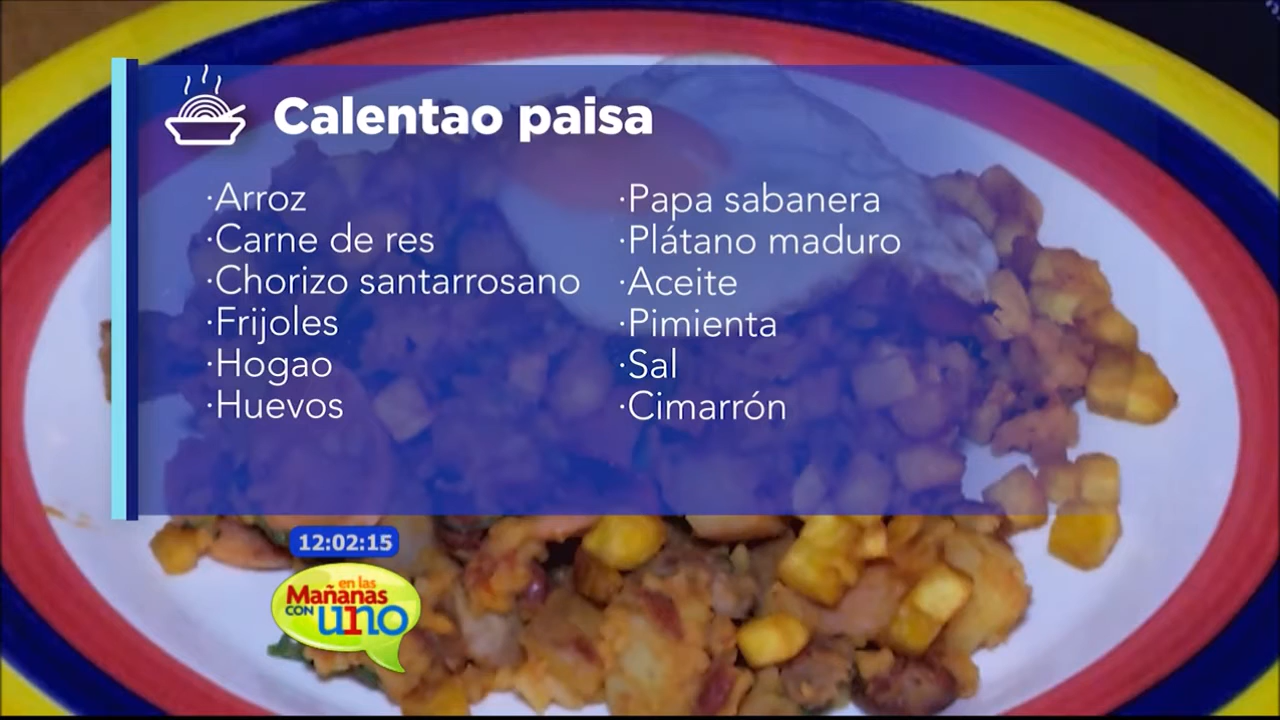 Calentao paisa
·Arroz
·Carne de res
·Chorizo santarrosano
·Frijoles
·Hogao
·Huevos
·Papa sabanera
·Plátano maduro
·Aceite
·Pimienta
·Sal
·Cimarrón
12:02:15
en las
Mañanas
CON uno